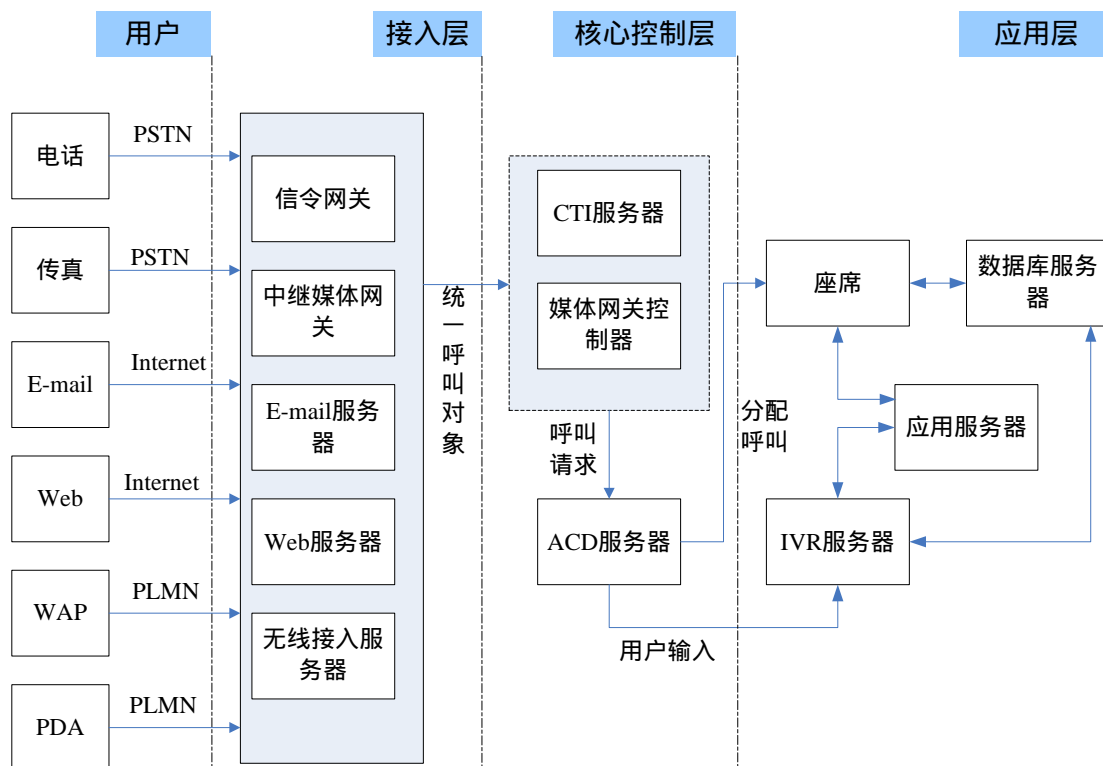 用户
接入层
核心控制层
应用层
电话
PSTN
传真
PSTN
E-mail
Internet
Web
Internet
WAP
PLMN
PDA
PLMN
信令网关
中继媒体网
关
E-mail服务
器
Web服务器
无线接入服
务器
统
一
呼
叫
对
象
CTI服务器
媒体网关控
制器
呼叫
请求
ACD服务器
分配
呼叫
用户输入
座席
数据库服务
器
应用服务器
IVR服务器